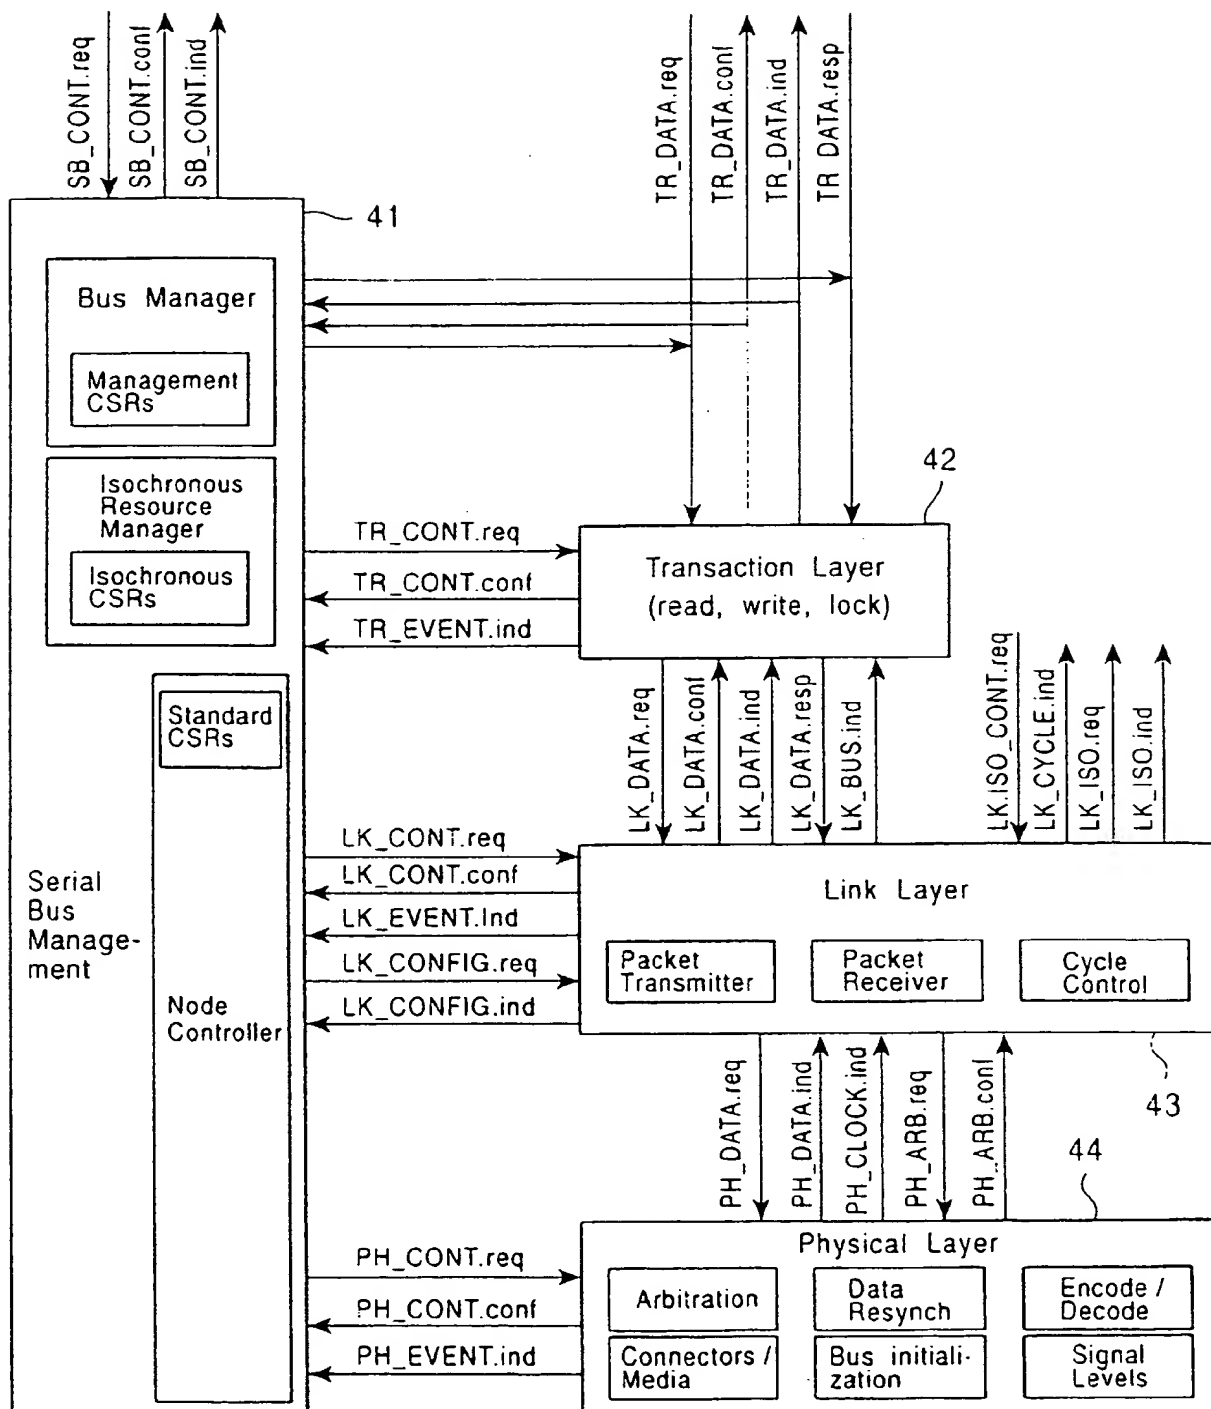 SB_CONT.req
SB_CONT.conf
SB_CONT.ind
TR_DATA.req
TR_DATA.conf
TR_DATA.ind
TR DATA.resp
41
Bus Manager
Management
CSRs
Isochronous
Resource
Manager
Isochronous
CSRs
TR_CONT.req
TR_CONT.conf
TR_EVENT.ind
42
Transaction Layer
(read, write, lock)
Standard
CSRs
LK_DATA.req
LK_DATA.conf
LK_DATA.ind
LK_DATA.resp
LK_BUS.ind
LK.ISO_CONT.req
LK_CYCLE.ind
LK_ISO.req
LK_ISO.ind
Serial
Bus
Manage-
ment
Node
Controller
LK_CONT.req
LK_CONT.conf
LK_EVENT.Ind
LK_CONFIG.req
LK_CONFIG.ind
Link Layer
Packet
Transmitter
Packet
Receiver
Cycle
Control
43
PH_DATA.req
PH_DATA.ind
PH_CLOCK.ind
PH_ARB.req
PH_ARB.conf
44
PH_CONT.req
PH_CONT.conf
PH_EVENT.ind
Physical Layer
Arbitration
Data
Resynch
Encode /
Decode
Connectors /
Media
Bus initiali-
zation
Signal
Levels